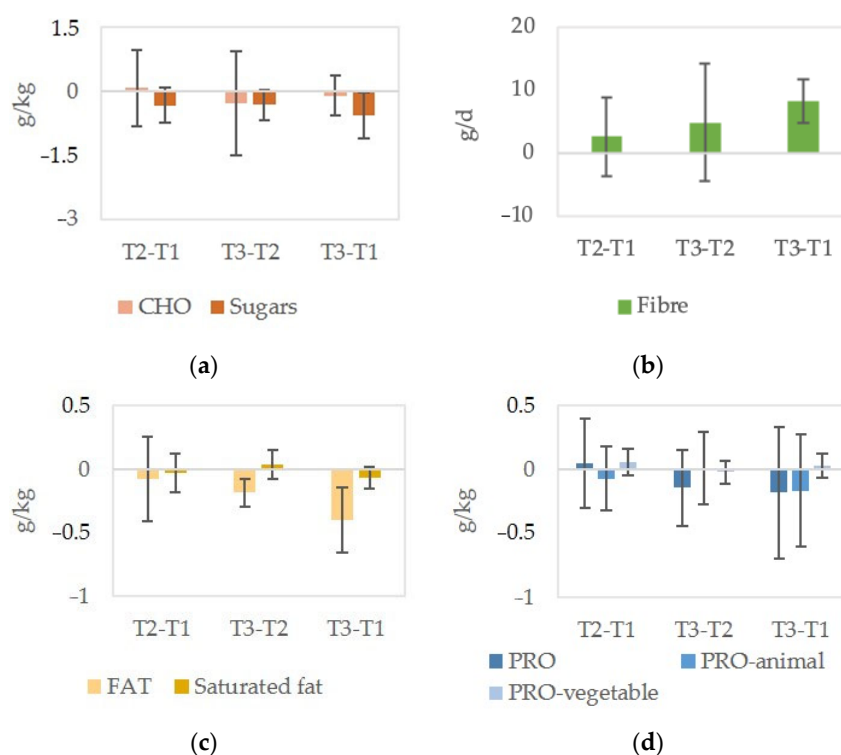 1.5
0
−1.5
−3
g/kg
T2-T1 T3-T2 T3-T1
CHO Sugars
(a)
20
10
0
−10
g/d
T2-T1 T3-T2 T3-T1
Fibre
(b)
0.5
0
−0.5
−1
g/kg
T2-T1 T3-T2 T3-T1
FAT Saturated fat
(c)
0.5
0
−0.5
−1
g/kg
T2-T1 T3-T2 T3-T1
PRO PRO-animal
PRO-vegetable
(d)